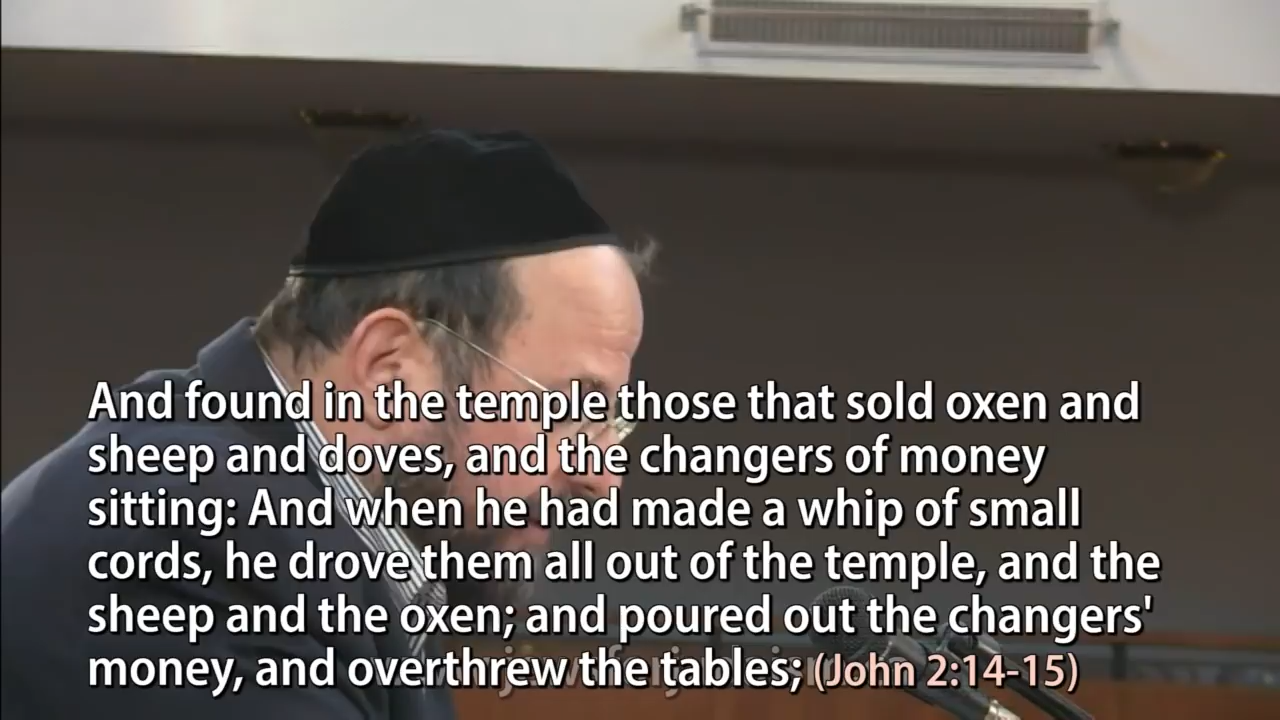 And found in the temple those that sold oxen and
sheep and doves, and the changers of money
sitting: And when he had made a whip of small
cords, he drove them all out of the temple, and the
sheep and the oxen; and poured out the changers'
money, and overthrew the tables; (John 2:14-15)